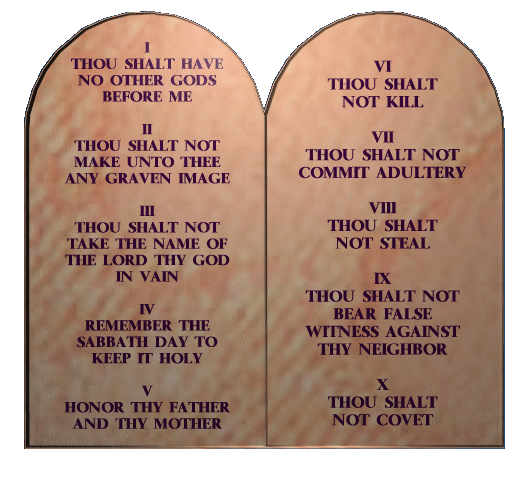 I
THOU SHALT HAVE
NO OTHER GODS
BEFORE ME
II
THOU SHALT NOT
MAKE UNTO THEE
ANY GRAVEN IMAGE
III
THOU SHALT NOT
TAKE THE NAME OF
THE LORD THY GOD
IN VAIN
IV
REMEMBER THE
SABBATH DAY TO
KEEP IT HOLY
V
HONOR THY FATHER
AND THY MOTHER
VI
THOU SHALT
NOT KILL
VII
THOU SHALT NOT
COMMIT ADULTERY
VIII
THOU SHALT
NOT STEAL
IX
THOU SHALT NOT
BEAR FALSE
WITNESS AGAINST
THY NEIGHBOR
X
THOU SHALT
NOT COVET